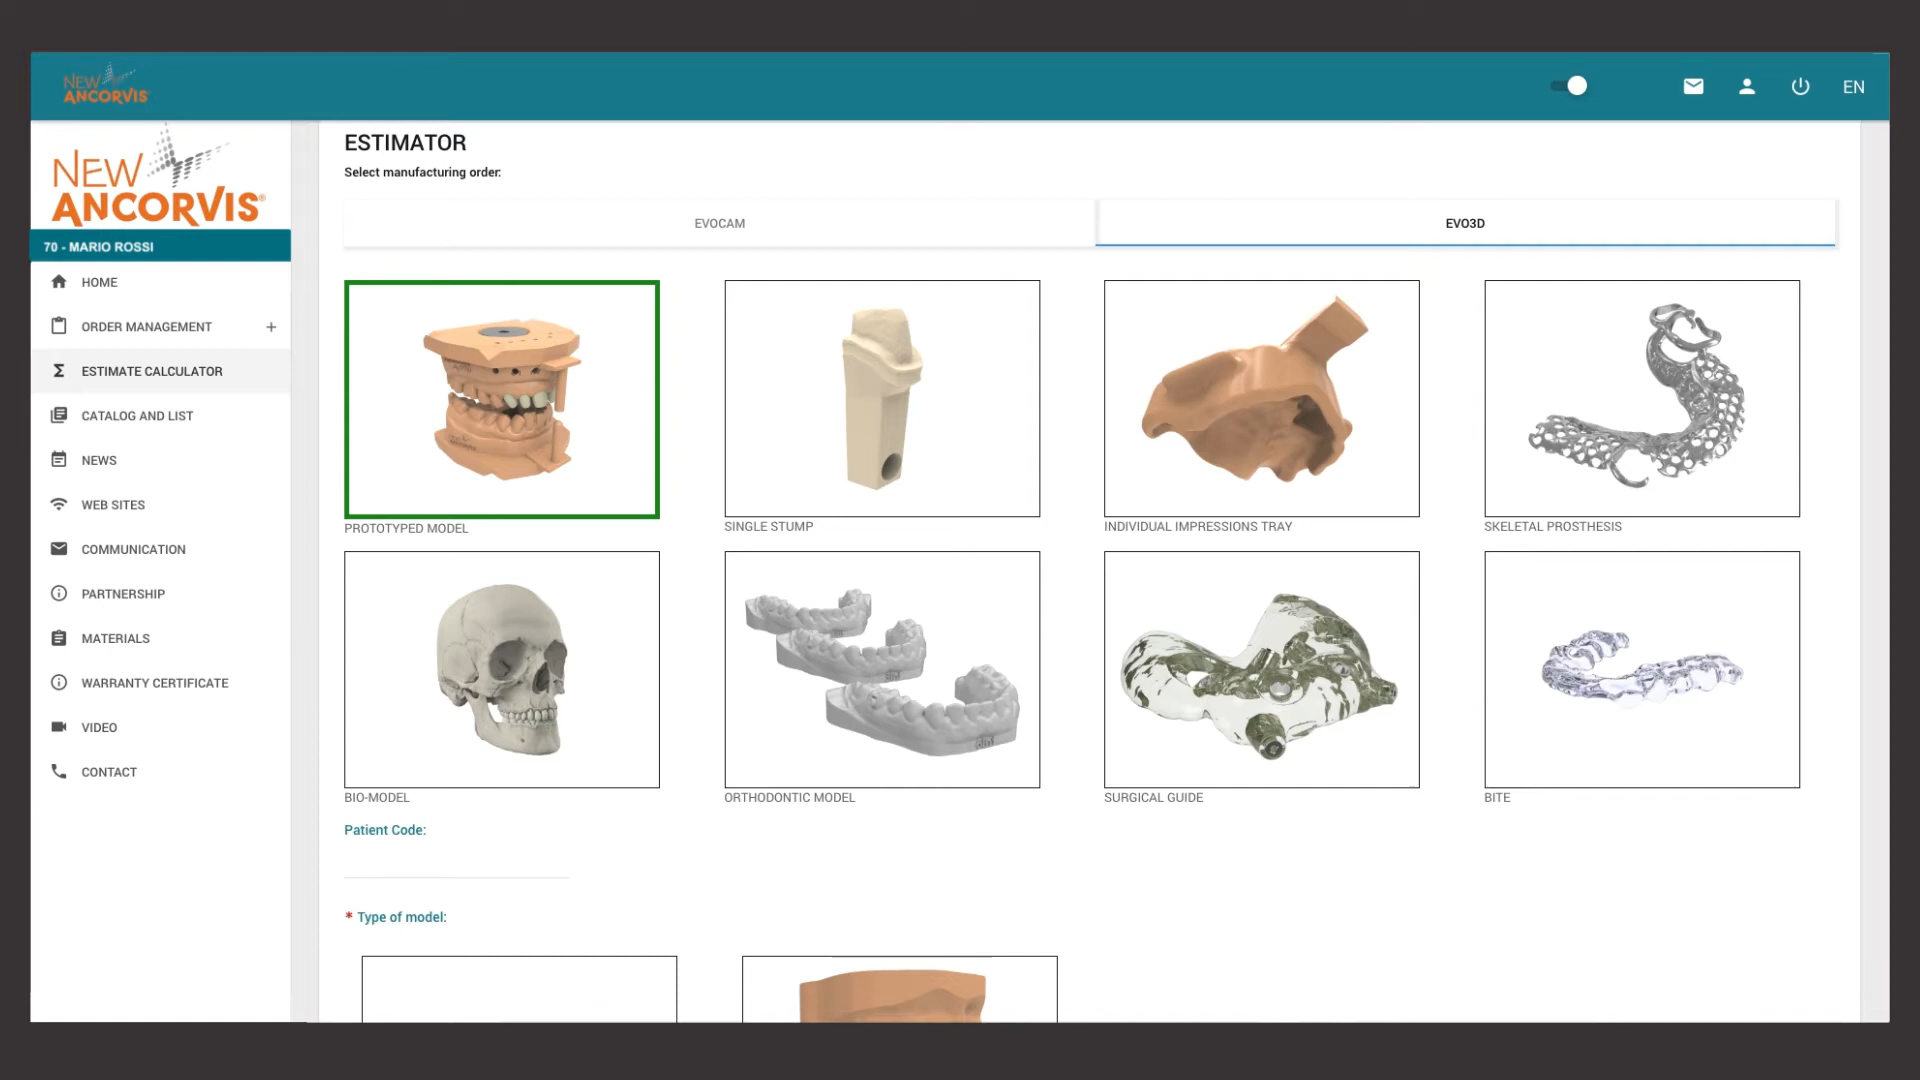 NEW
ANCORVIS
EN
NEW
ANCORVIS®
70 - MARIO ROSSI
HOME
ORDER MANAGEMENT +
ESTIMATE CALCULATOR
CATALOG AND LIST
NEWS
WEB SITES
COMMUNICATION
PARTNERSHIP
MATERIALS
WARRANTY CERTIFICATE
VIDEO
CONTACT
ESTIMATOR
Select manufacturing order:
EVOCAM EVO3D
PROTOTYPED MODEL SINGLE STUMP INDIVIDUAL IMPRESSIONS TRAY SKELETAL PROSTHESIS
BIO-MODEL ORTHODONTIC MODEL SURGICAL GUIDE BITE
Patient Code:
* Type of model: